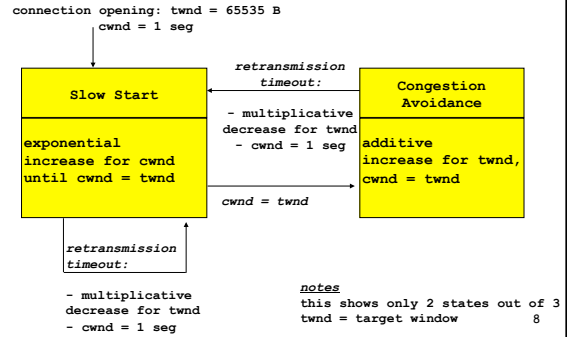 connection opening: twnd = 65535 B
cwnd = 1 seg
retransmission
timeout:
Slow Start
Congestion
Avoidance
- multiplicative
decrease for twnd
- cwnd = 1 seg
exponential
increase for cwnd
until cwnd = twnd
additive
increase for twnd,
cwnd = twnd
cwnd = twnd
retransmission
timeout:
- multiplicative
decrease for twnd
- cwnd = 1 seg
notes
this shows only 2 states out of 3
twnd = target window
8